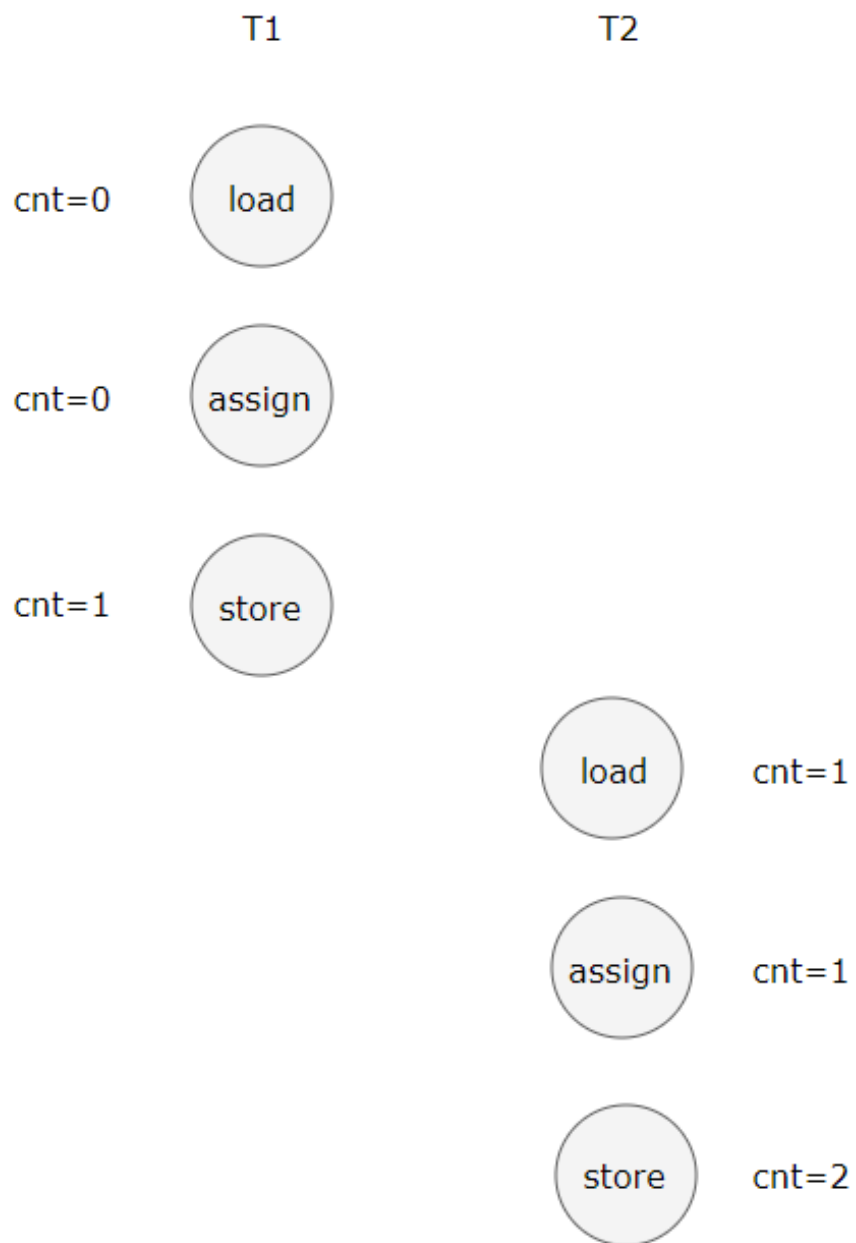 T1 T2
cnt=0 load
cnt=0 assign
cnt=1 store
load cnt=1
assign cnt=1
store cnt=2